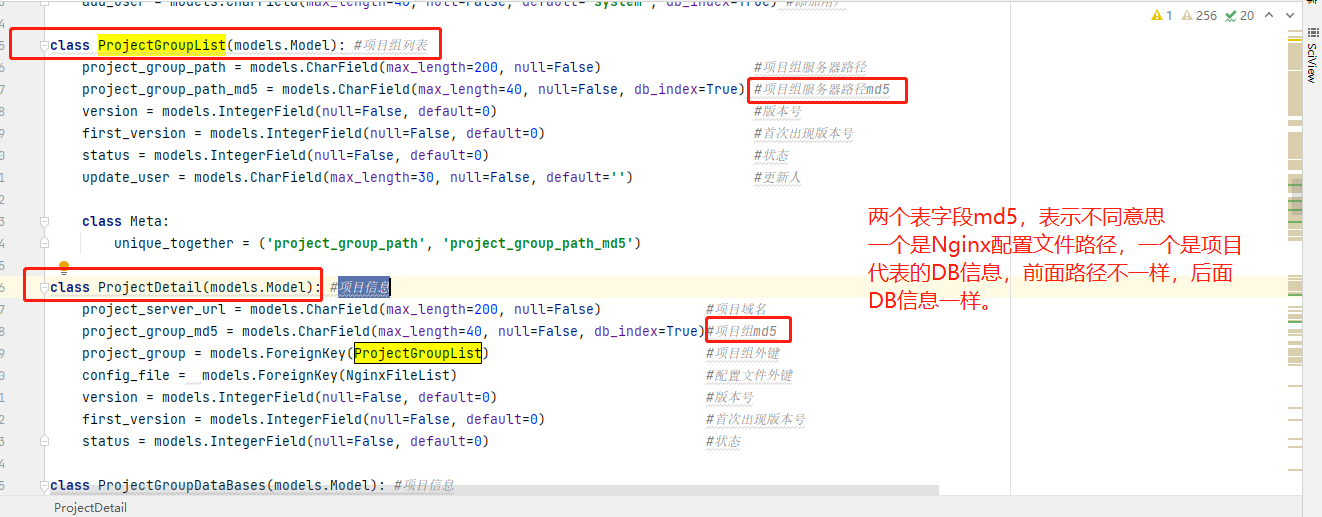 add_user = models.CharField(max_length=40, null=False, default='system', db_index=True) #添加用户
1 256 20
class ProjectGroupList(models.Model): #项目组列表
project_group_path = models.CharField(max_length=200, null=False) #项目组服务器路径
project_group_path_md5 = models.CharField(max_length=40, null=False, db_index=True) #项目组服务器路径md5
version = models.IntegerField(null=False, default=0) #版本号
first_version = models.IntegerField(null=False, default=0) #首次出现版本号
status = models.IntegerField(null=False, default=0) #状态
update_user = models.CharField(max_length=30, null=False, default='') #更新人
class Meta:
unique_together = ('project_group_path', 'project_group_path_md5')
两个表字段md5，表示不同意思
一个是Nginx配置文件路径，一个是项目
代表的DB信息，前面路径不一样，后面
DB信息一样。
class ProjectDetail(models.Model): #项目信息
project_server_url = models.CharField(max_length=200, null=False) #项目域名
project_group_md5 = models.CharField(max_length=40, null=False, db_index=True)#项目组md5
project_group = models.ForeignKey(ProjectGroupList) #项目组外键
config_file =  models.ForeignKey(NginxFileList) #配置文件外键
version = models.IntegerField(null=False, default=0) #版本号
first_version = models.IntegerField(null=False, default=0) #首次出现版本号
status = models.IntegerField(null=False, default=0) #状态
class ProjectGroupDataBases(models.Model): #项目信息
ProjectDetail
SciView